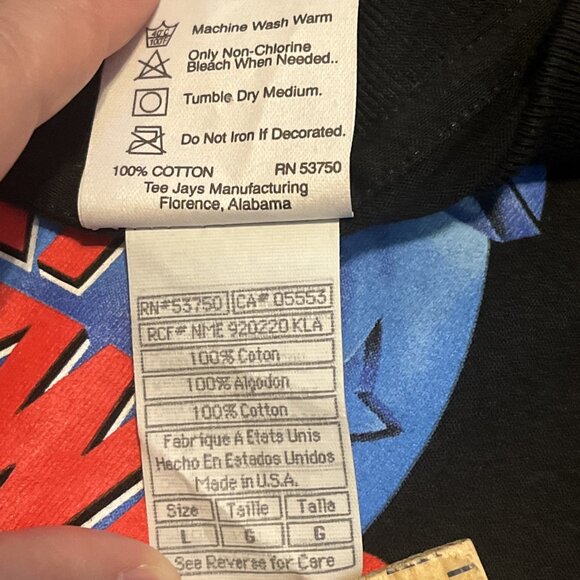 40°C
Machine Wash Warm
Only Non-Chlorine
Bleach When Needed..
Tumble Dry Medium.
Do Not Iron If Decorated.
100% COTTON RN 53750
Tee Jays Manufacturing
Florence, Alabama
RN#53750 CA# 05553
RCF# NME 920220 KLA
100% Coton
100% Algodon
100% Cotton
Fabrique A Etats Unis
Hecho En Estados Unidos
Made in U.S.A.
Size Taille Talla
L G G
See Reverse for Care